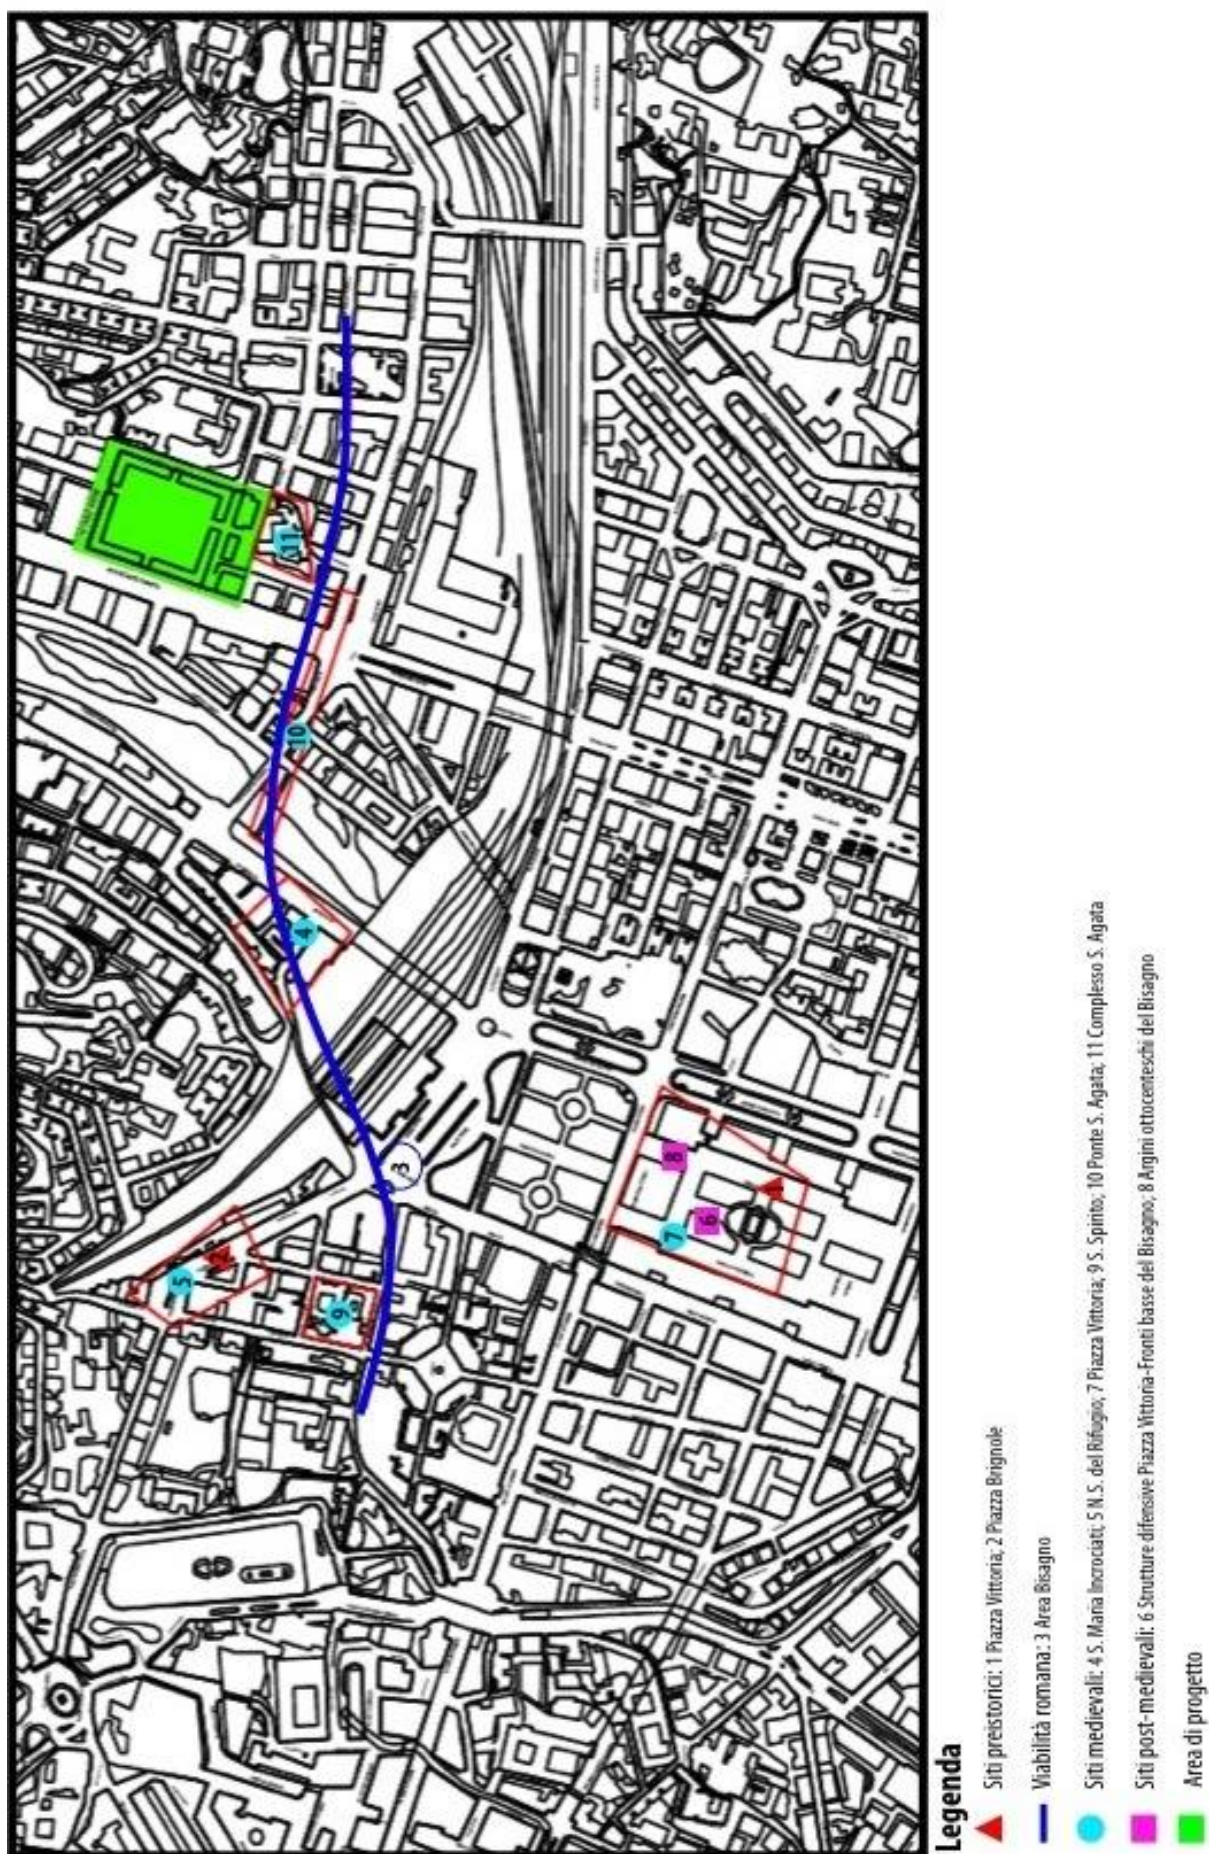 11
10
4
3
5
2
9
8
7
6
1
Legenda
Siti preistorici: 1 Piazza Vittoria; 2 Piazza Brignole
Viabilità romana: 3 Area Bisagno
Siti medievali: 4 S. Maria Incrociati; 5 N.S. del Rifugio; 7 Piazza Vittoria; 9 S. Spirito; 10 Ponte S. Agata; 11 Complesso S. Agata
Siti post-medievali: 6 Strutture difensive Piazza Vittoria-Fronti basse del Bisagno; 8 Argini ottocenteschi del Bisagno
Area di progetto